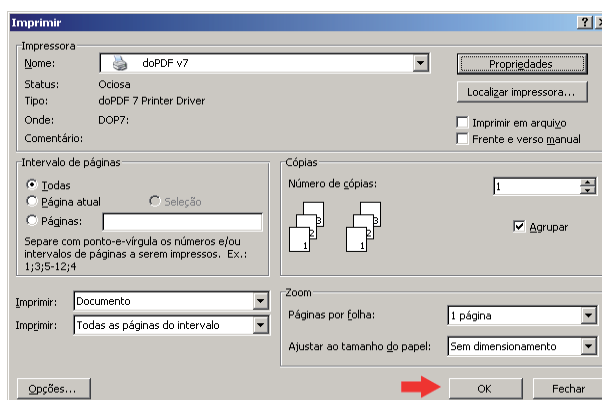 Imprimir
Impressora
Nome: doPDF v7 Propriedades
Status: Ociosa
Localizar impressora...
Tipo: doPDF 7 Printer Driver
Onde: DOP7:
Imprimir em arquivo
Comentário:
Frente e verso manual
Intervalo de páginas
Todas
Página atual Seleção
Páginas:
Separe com ponto-e-vírgula os números e/ou
intervalos de páginas a serem impressos. Ex.:
1;3;5-12;4
Cópias
Número de cópias: 1
3 3
2 2
1 1
Agrupar
Imprimir: Documento
Imprimir: Todas as páginas do intervalo
Zoom
Páginas por folha: 1 página
Ajustar ao tamanho do papel: Sem dimensionamento
Opções... OK Fechar